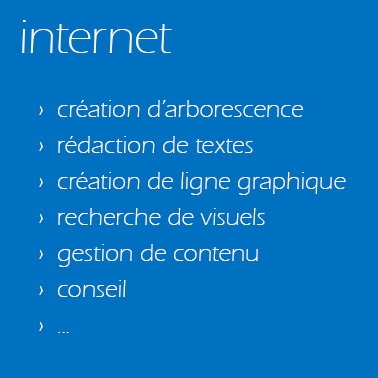 internet
› création d’arborescence
› rédaction de textes
› création de ligne graphique
› recherche de visuels
› gestion de contenu
› conseil
› ...